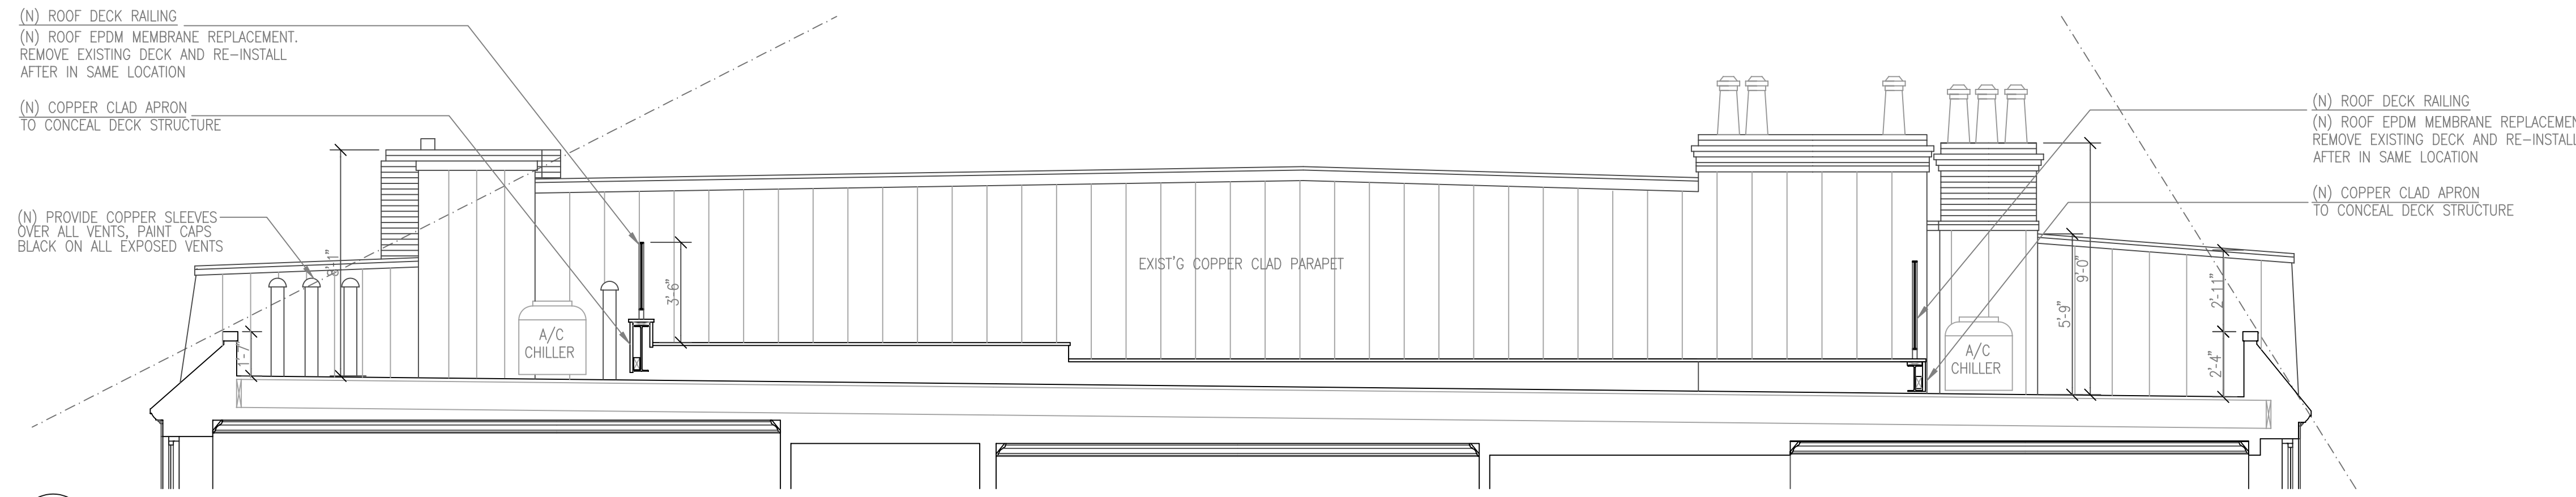 (N) ROOF DECK RAILING
(N) ROOF EPDM MEMBRANE REPLACEMENT.
REMOVE EXISTING DECK AND RE-INSTALL
AFTER IN SAME LOCATION
(N) COPPER CLAD APRON
TO CONCEAL DECK STRUCTURE
(N) PROVIDE COPPER SLEEVES
OVER ALL VENTS, PAINT CAPS
BLACK ON ALL EXPOSED VENTS
8'-1"
1'-7"
A/C
CHILLER
3'-6"
EXIST'G COPPER CLAD PARAPET
A/C
CHILLER
5'-9"
9'-0"
2'-11"
2'-4"
(N) ROOF DECK RAILING
(N) ROOF EPDM MEMBRANE REPLACEMEN
REMOVE EXISTING DECK AND RE-INSTALL
AFTER IN SAME LOCATION
(N) COPPER CLAD APRON
TO CONCEAL DECK STRUCTURE